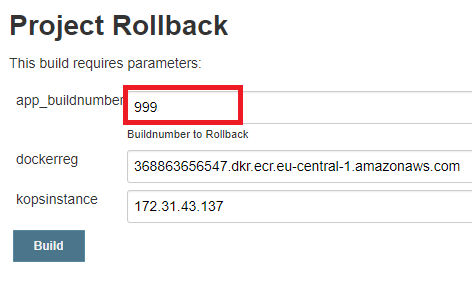 Project Rollback
This build requires parameters:
app_buildnumber
999
Buildnumber to Rollback
dockerreg
368863656547.dkr.ecr.eu-central-1.amazonaws.com
kopsinstance
172.31.43.137
Build